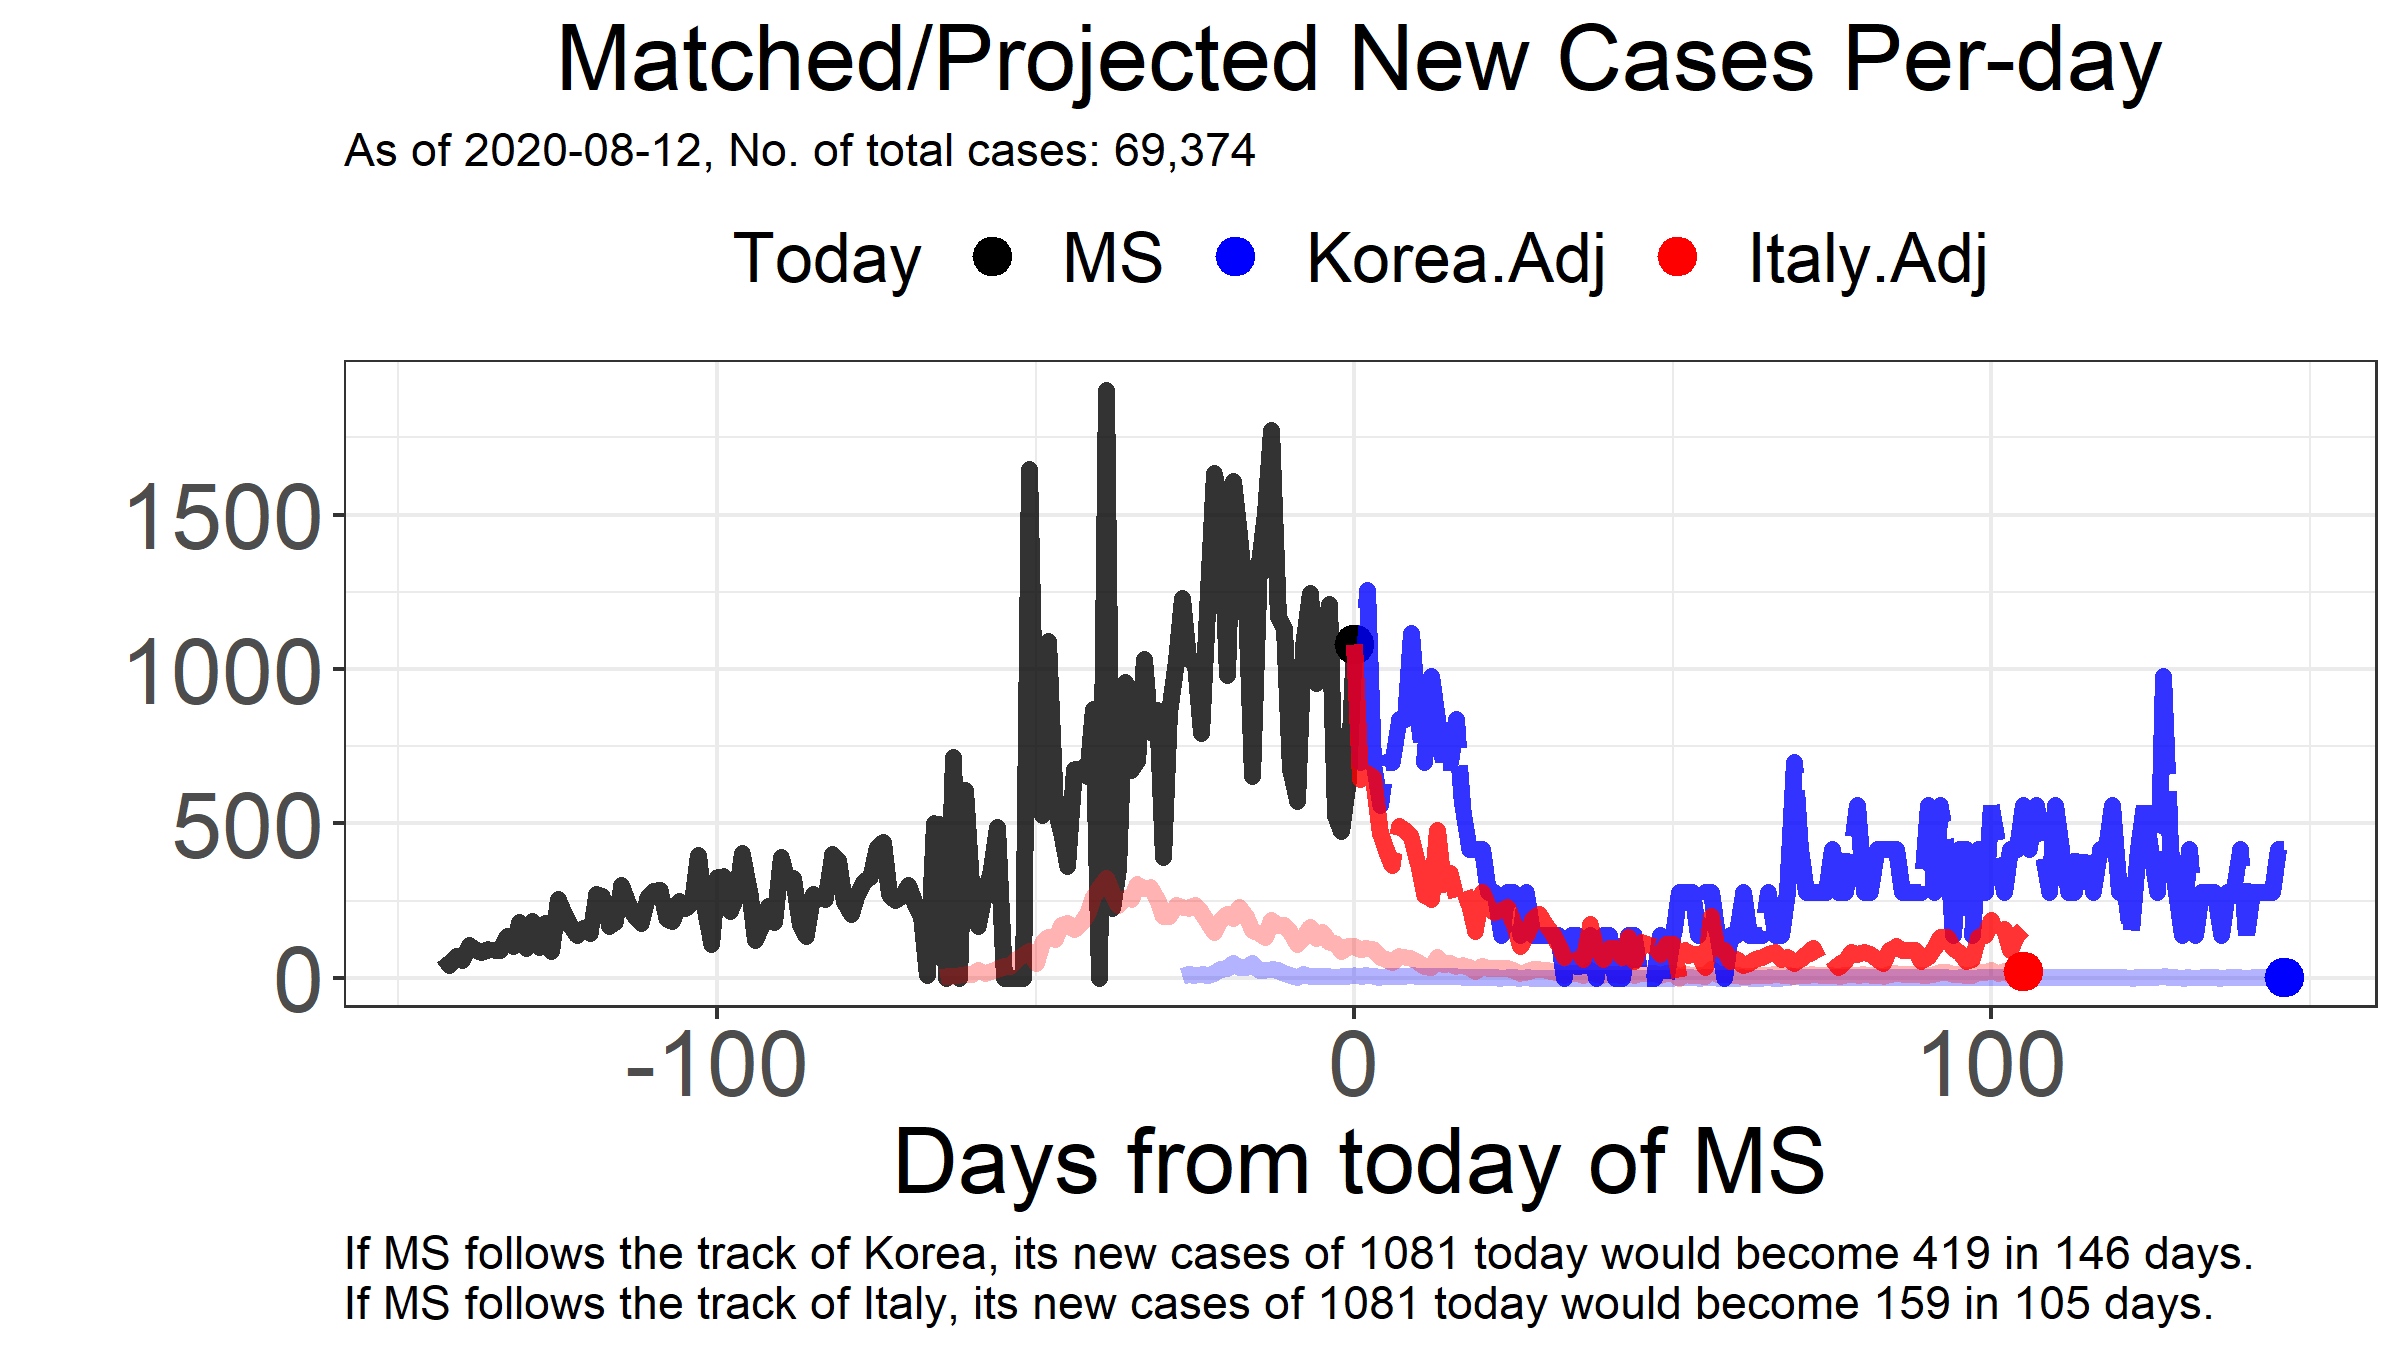 Matched/Projected New Cases Per-day
As of 2020-08-12, No. of total cases: 69,374
Today MS Korea.Adj Italy.Adj
1500
1000
500
0
-100 0 100
Days from today of MS
If MS follows the track of Korea, its new cases of 1081 today would become 419 in 146 days.
If MS follows the track of Italy, its new cases of 1081 today would become 159 in 105 days.